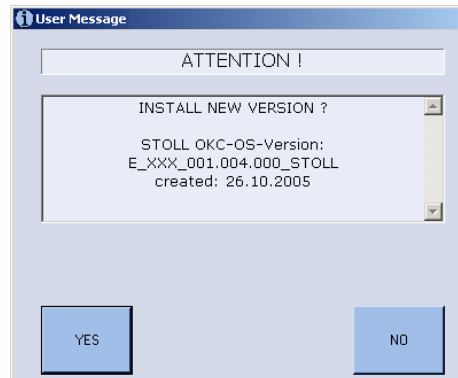 User Message
ATTENTION !
INSTALL NEW VERSION ?
STOLL OKC-OS-Version:
E_XXX_001.004.000_STOLL
created: 26.10.2005
YES
NO